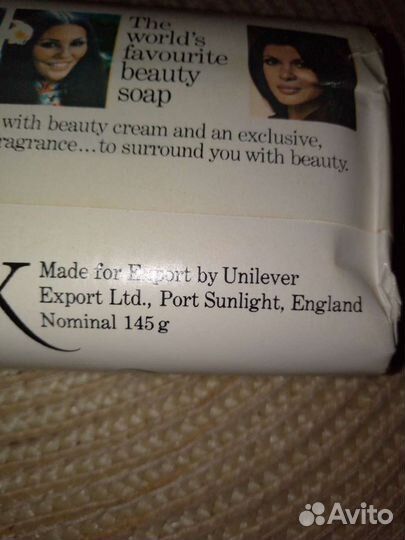 The
world's
favourite
beauty
soap
with beauty cream and an exclusive,
fragrance...to surround you with beauty.
X
Made for Export by Unilever
Export Ltd., Port Sunlight, England
Nominal 145 g
Avito